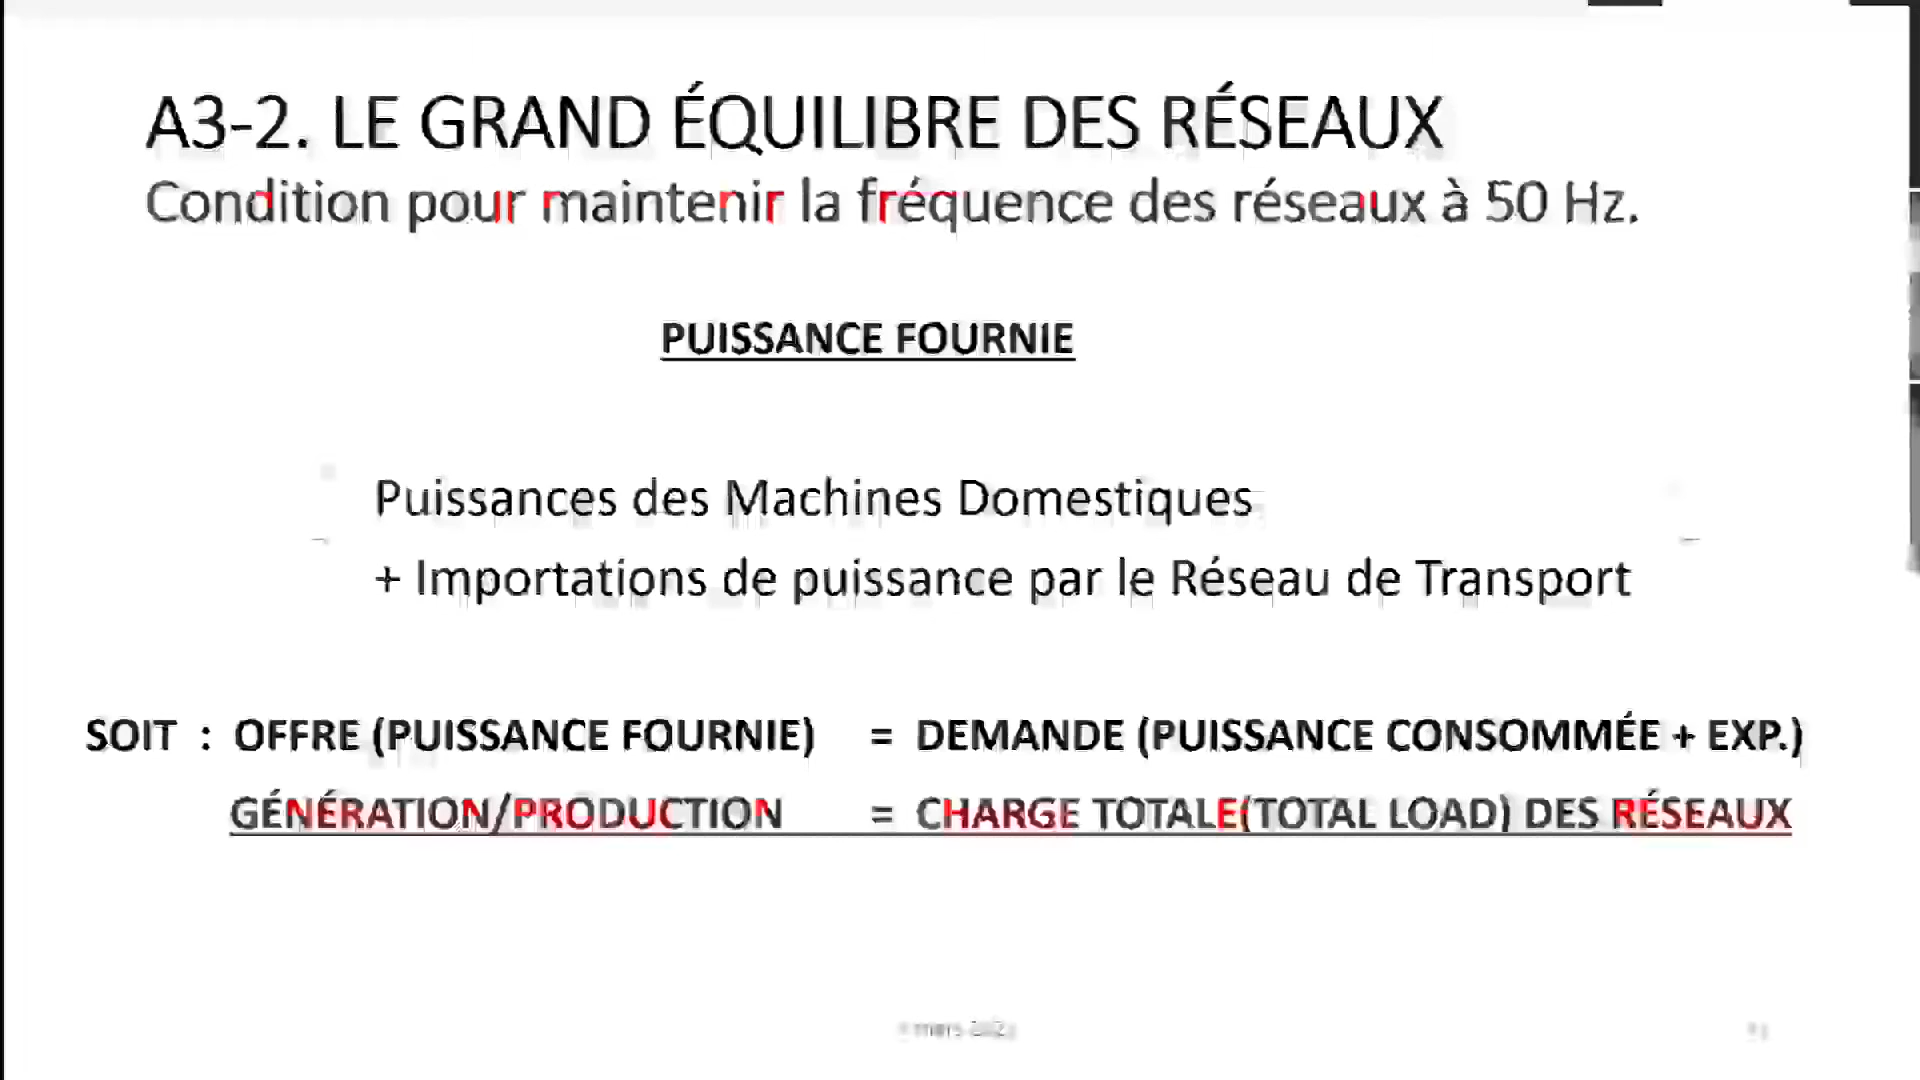 A3-2. LE GRAND ÉQUILIBRE DES RÉSEAUX
Condition pour maintenir la fréquence des réseaux à 50 Hz.
PUISSANCE FOURNIE
Puissances des Machines Domestiques
+ Importations de puissance par le Réseau de Transport
SOIT : OFFRE (PUISSANCE FOURNIE) = DEMANDE (PUISSANCE CONSOMMÉE + EXP.)
GÉNÉRATION/PRODUCTION = CHARGE TOTALE(TOTAL LOAD) DES RÉSEAUX
mars